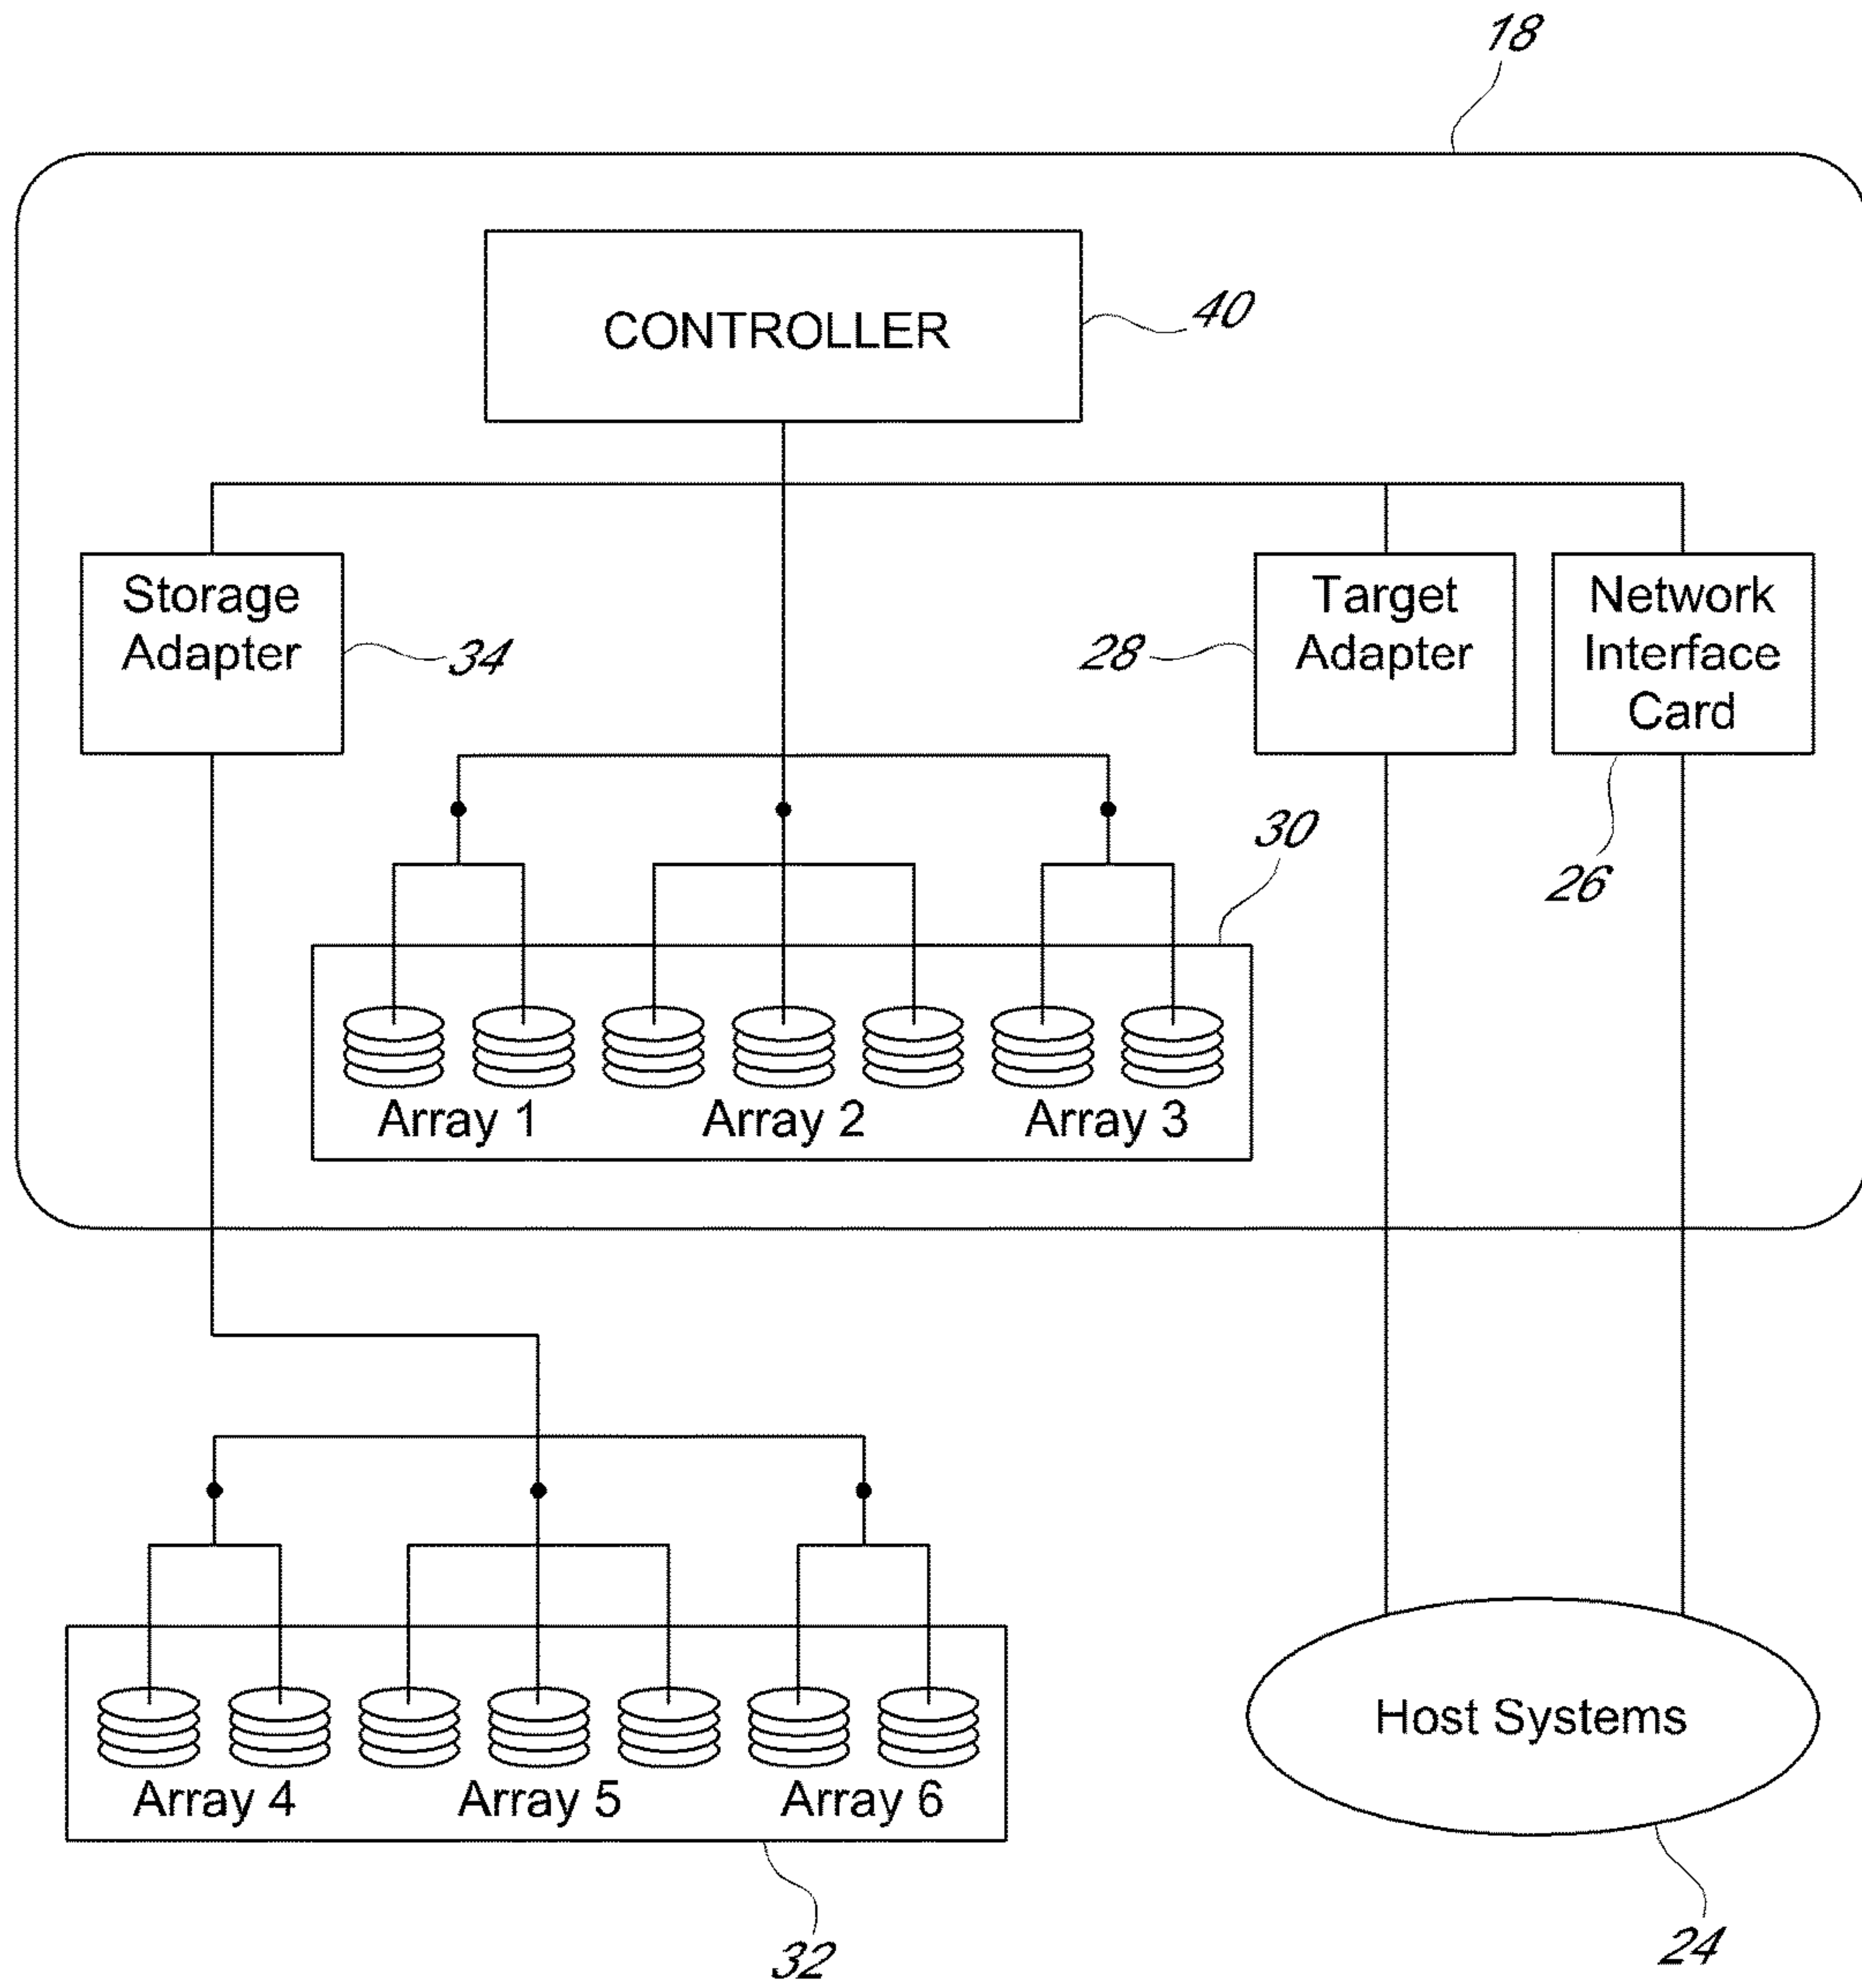 18
CONTROLLER
40
Storage
Adapter
34
28
Target
Adapter
Network
Interface
Card
26
30
Array 1
Array 2
Array 3
Array 4
Array 5
Array 6
32
Host Systems
24